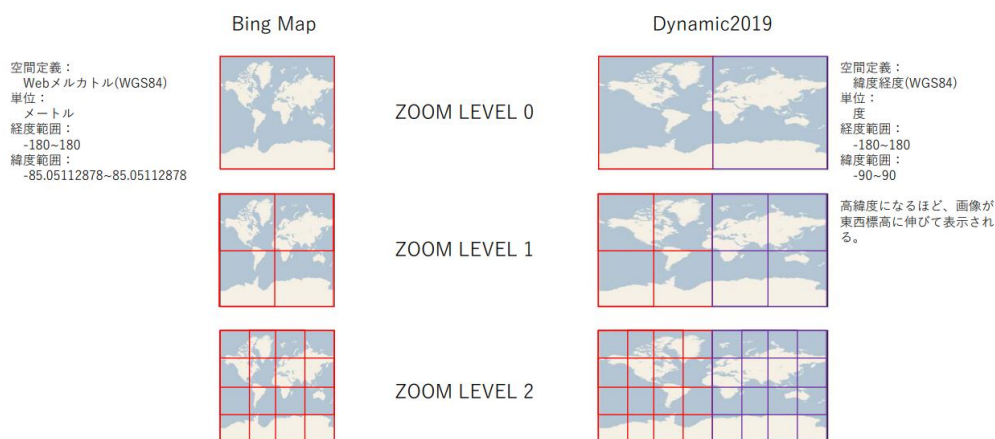 Bing Map
Dynamic2019
空間定義：
Webメルカトル(WGS84)
単位：
メートル
経度範囲：
-180~180
緯度範囲：
-85.05112878~85.05112878
ZOOM LEVEL 0
空間定義：
緯度経度(WGS84)
単位：
度
経度範囲：
-180~180
緯度範囲：
-90~90
高緯度になるほど、画像が
東西標高に伸びて表示され
る。
ZOOM LEVEL 1
ZOOM LEVEL 2